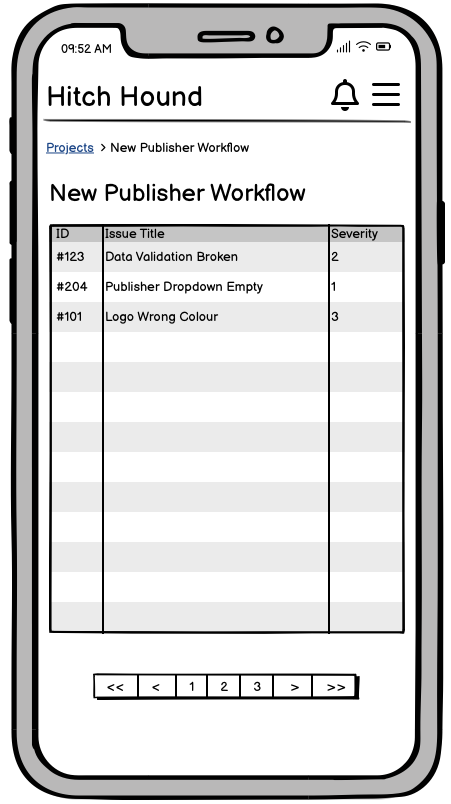 09:52 AM
Hitch Hound
Projects > New Publisher Workflow
New Publisher Workflow
ID Issue Title Severity
#123 Data Validation Broken 2
#204 Publisher Dropdown Empty 1
#101 Logo Wrong Colour 3
<< < 1 2 3 > >>